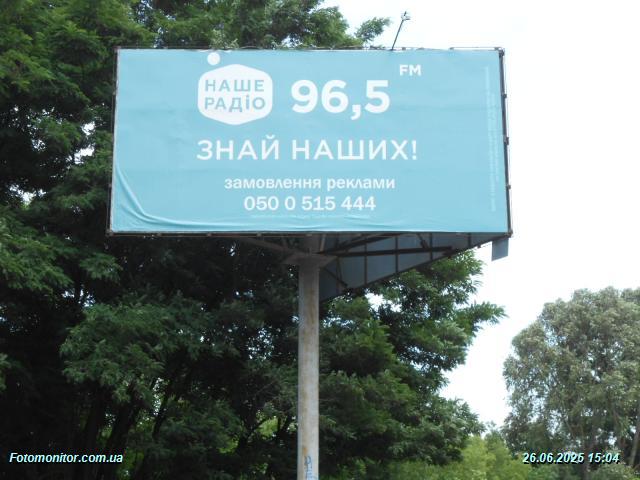 НАШЕ
РАДІО
96,5 FM
ЗНАЙ НАШИХ!
замовлення реклами
050 0 515 444
Fotomonitor.com.ua
26.06.2025 15:04